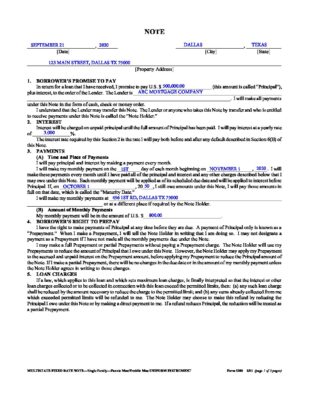 NOTE
SEPTEMBER 21 , 2020 DALLAS , TEXAS
[Date] [City] [State]
123 MAIN STREET, DALLAS TX 75000
[Property Address]
1. BORROWER'S PROMISE TO PAY
In return for a loan that I have received, I promise to pay U.S. $ 500,000.00 (this amount is called "Principal"),
plus interest, to the order of the Lender. The Lender is ABC MORTGAGE COMPANY
. I will make all payments
under this Note in the form of cash, check or money order.
I understand that the Lender may transfer this Note. The Lender or anyone who takes this Note by transfer and who is entitled
to receive payments under this Note is called the "Note Holder."
2. INTEREST
Interest will be charged on unpaid principal until the full amount of Principal has been paid. I will pay interest at a yearly rate
of 3.000 %.
The interest rate required by this Section 2 is the rate I will pay both before and after any default described in Section 6(B) of
this Note.
3. PAYMENTS
(A) Time and Place of Payments
I will pay principal and interest by making a payment every month.
I will make my monthly payment on the 1ST day of each month beginning on NOVEMBER 1 , 2020 . I will
make these payments every month until I have paid all of the principal and interest and any other charges described below that I
may owe under this Note. Each monthly payment will be applied as of its scheduled due date and will be applied to interest before
Principal. If, on OCTOBER 1 , 20 50 , I still owe amounts under this Note, I will pay those amounts in
full on that date, which is called the "Maturity Date."
I will make my monthly payments at 456 1ST RD, DALLAS TX 75000
or at a different place if required by the Note Holder.
(B) Amount of Monthly Payments
My monthly payment will be in the amount of U.S. $ 800.00 .
4. BORROWER'S RIGHT TO PREPAY
I have the right to make payments of Principal at any time before they are due. A payment of Principal only is known as a
"Prepayment." When I make a Prepayment, I will tell the Note Holder in writing that I am doing so. I may not designate a
payment as a Prepayment if I have not made all the monthly payments due under the Note.
I may make a full Prepayment or partial Prepayments without paying a Prepayment charge. The Note Holder will use my
Prepayments to reduce the amount of Principal that I owe under this Note. However, the Note Holder may apply my Prepayment
to the accrued and unpaid interest on the Prepayment amount, before applying my Prepayment to reduce the Principal amount of
the Note. If I make a partial Prepayment, there will be no changes in the due date or in the amount of my monthly payment unless
the Note Holder agrees in writing to those changes.
5. LOAN CHARGES
If a law, which applies to this loan and which sets maximum loan charges, is finally interpreted so that the interest or other
loan charges collected or to be collected in connection with this loan exceed the permitted limits, then: (a) any such loan charge
shall be reduced by the amount necessary to reduce the charge to the permitted limit; and (b) any sums already collected from me
which exceeded permitted limits will be refunded to me. The Note Holder may choose to make this refund by reducing the
Principal I owe under this Note or by making a direct payment to me. If a refund reduces Principal, the reduction will be treated as
a partial Prepayment.
MULTISTATE FIXED RATE NOTE—Single Family—Fannie Mae/Freddie Mac UNIFORM INSTRUMENT Form 3200 1/01 (page 1 of 3 pages)